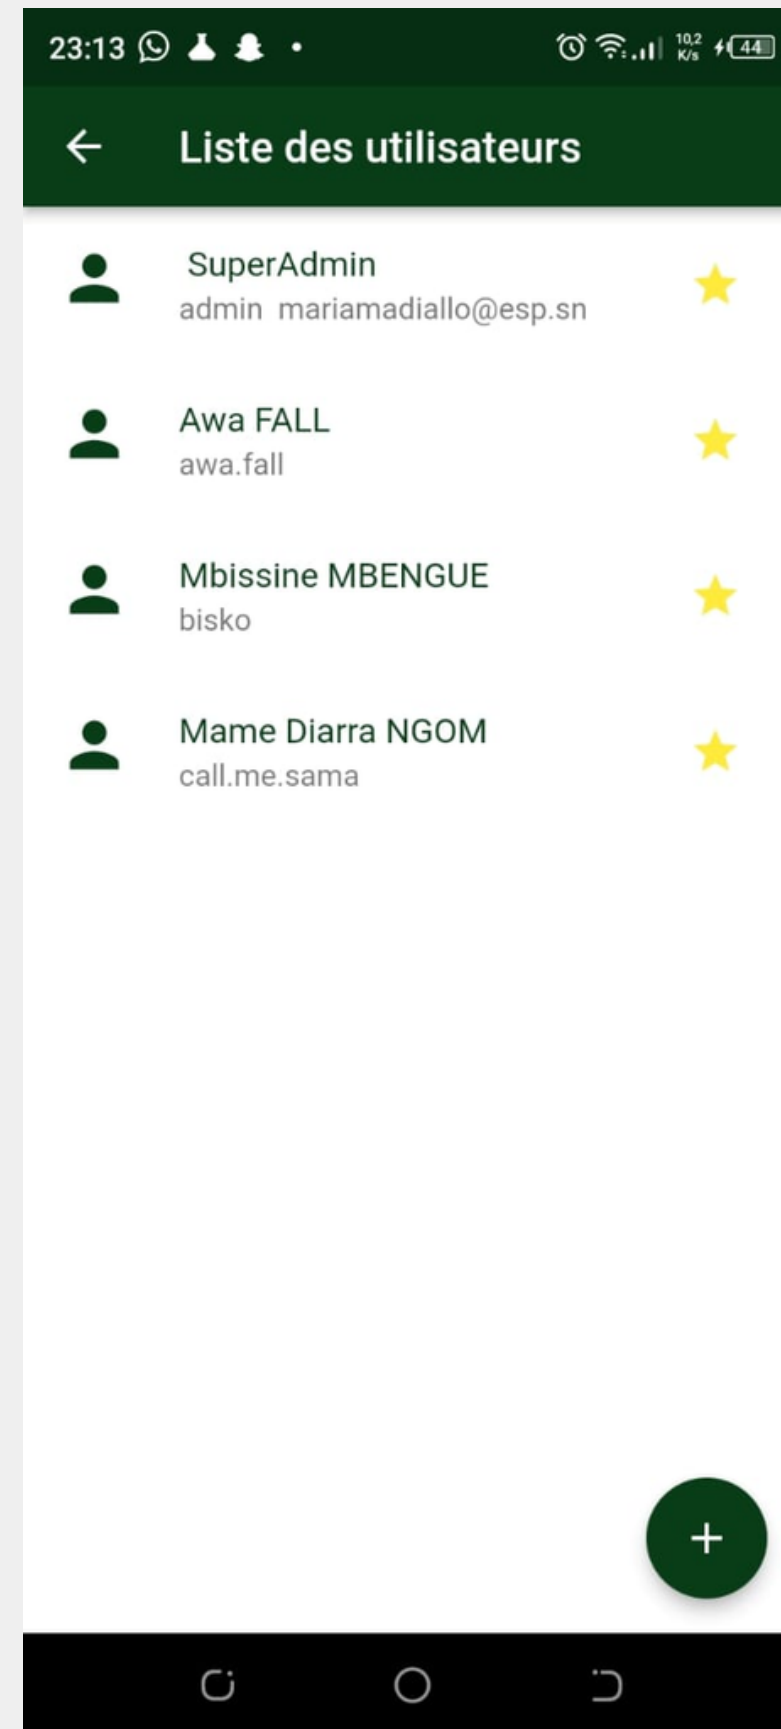 23:13
10,2
K/s
44
Liste des utilisateurs
SuperAdmin
admin mariamadiallo@esp.sn
Awa FALL
awa.fall
Mbissine MBENGUE
bisko
Mame Diarra NGOM
call.me.sama
+